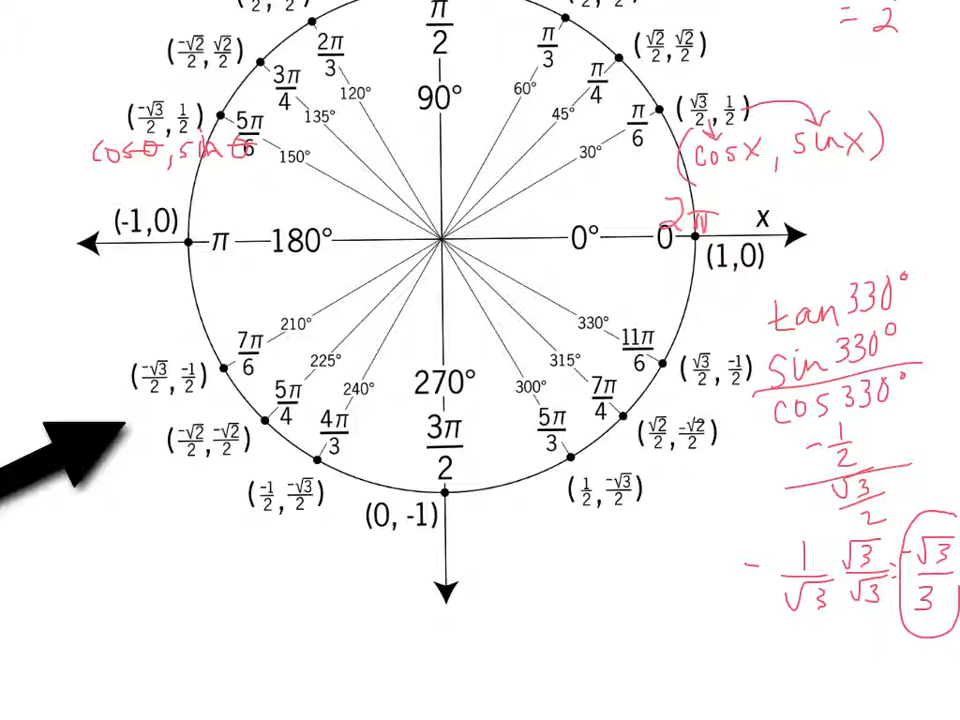 π/2
= /2
(-√2/2, √2/2)
2π/3
π/3
(√2/2, √2/2)
3π/4
π/4
120°
90°
60°
(-√3/2, 1/2)
5π/6
135°
45°
π/6
(√3/2, 1/2)
cosθ, sinθ
150°
30°
(cosx, sinx)
2π
(-1,0)
π
180°
0°
0
x
(1,0)
tan 330°
210°
330°
7π/6
11π/6
sin 330°
(-√3/2, -1/2)
225°
315°
(√3/2, -1/2)
cos 330°
5π/4
240°
270°
300°
7π/4
(-√2/2, -√2/2)
4π/3
3π/2
5π/3
(√2/2, -√2/2)
-1/2
√3/2
(-1/2, -√3/2)
(0, -1)
(1/2, -√3/2)
- 1/√3 √3/√3 = -√3/3